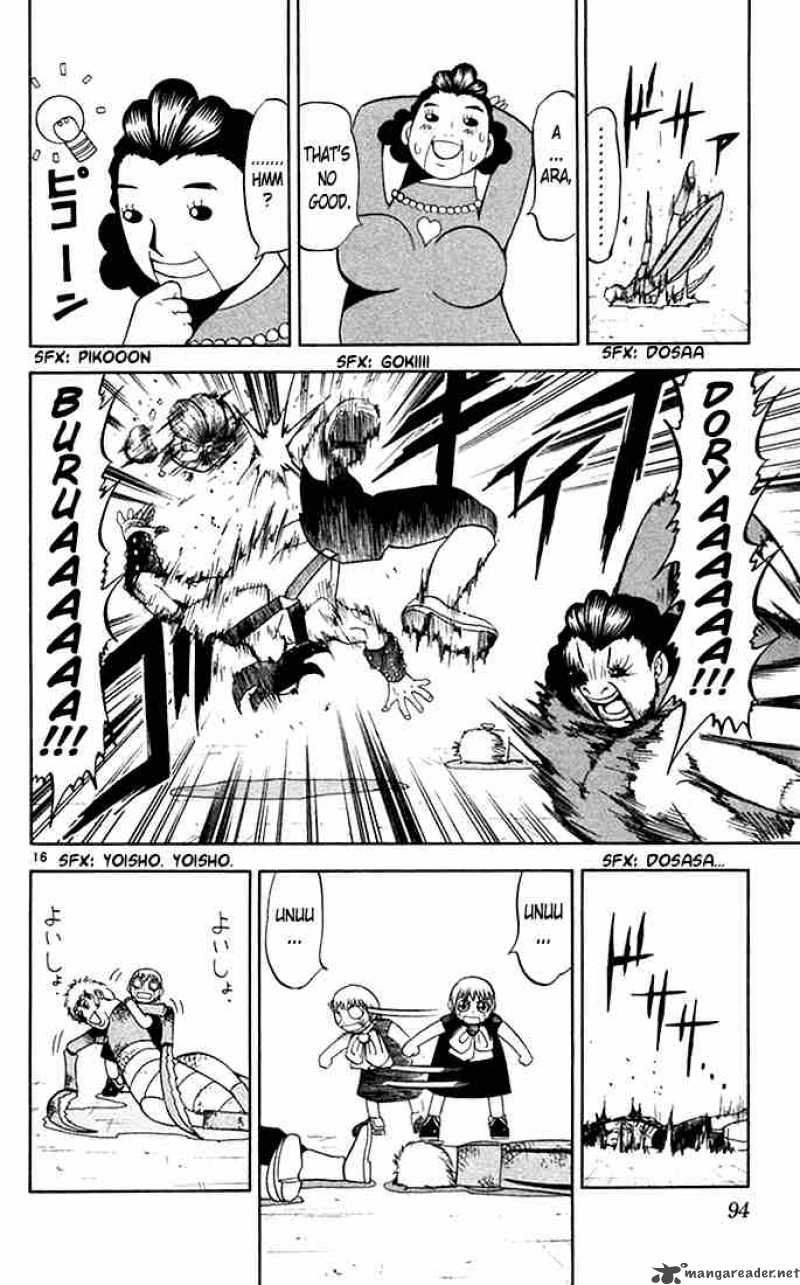 ドサァ
.........
A
...
ARA,
THAT'S
NO
GOOD.
........
HMM
?
ピコーン
SFX: DOSAA
SFX: GOKIIII
SFX: PIKOOON
DORYAAAAAAA!!!
BURUAAAAAAA!!!
16
SFX: YOISHO. YOISHO.
SFX: DOSASA...
ドササ...
UNUU
...
UNUU
...
よいしょ.
よいしょ.
94
mangareader.net